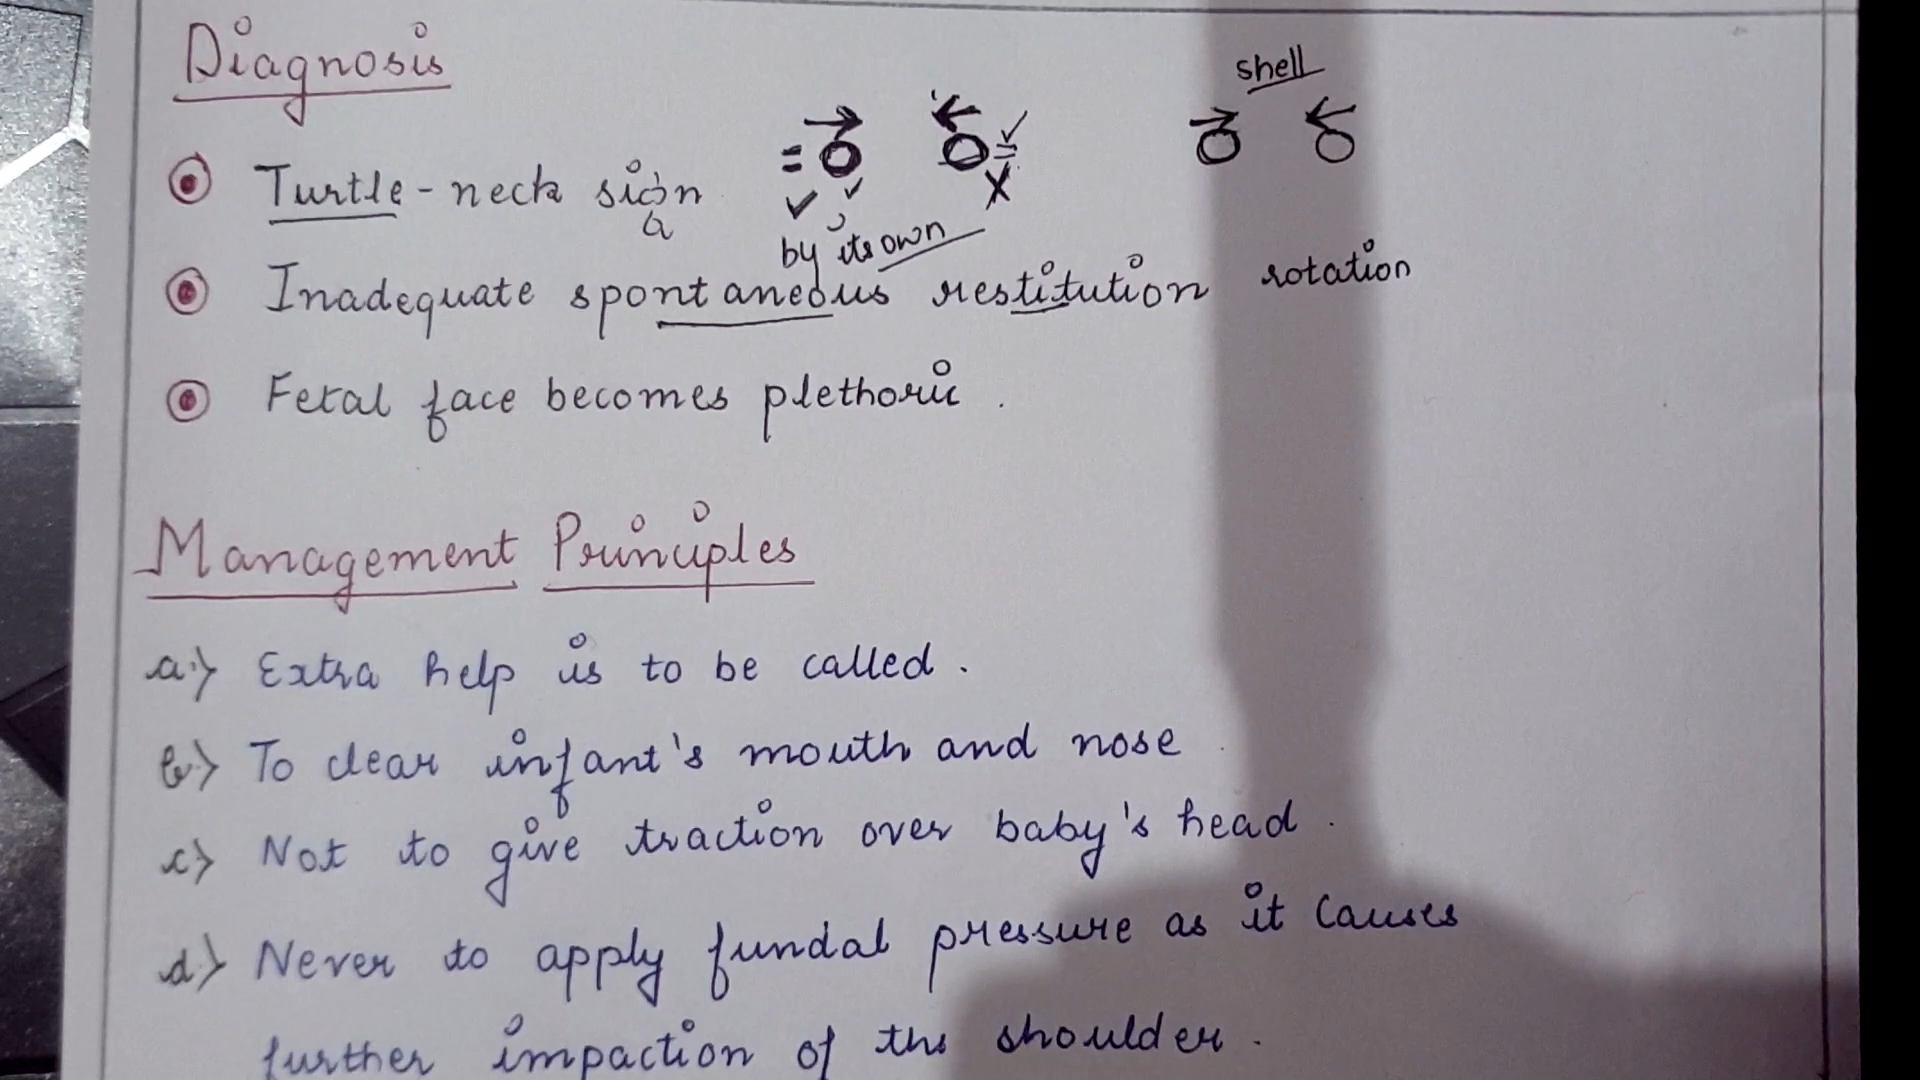 Diagnosis
shell
Turtle-neck sign
by its own
Inadequate spontaneous restitution rotation
Fetal face becomes plethoric .
Management Principles
a) Extra help is to be called .
b) To clear infant's mouth and nose .
c) Not to give traction over baby's head .
d) Never to apply fundal pressure as it causes
further impaction of the shoulder .